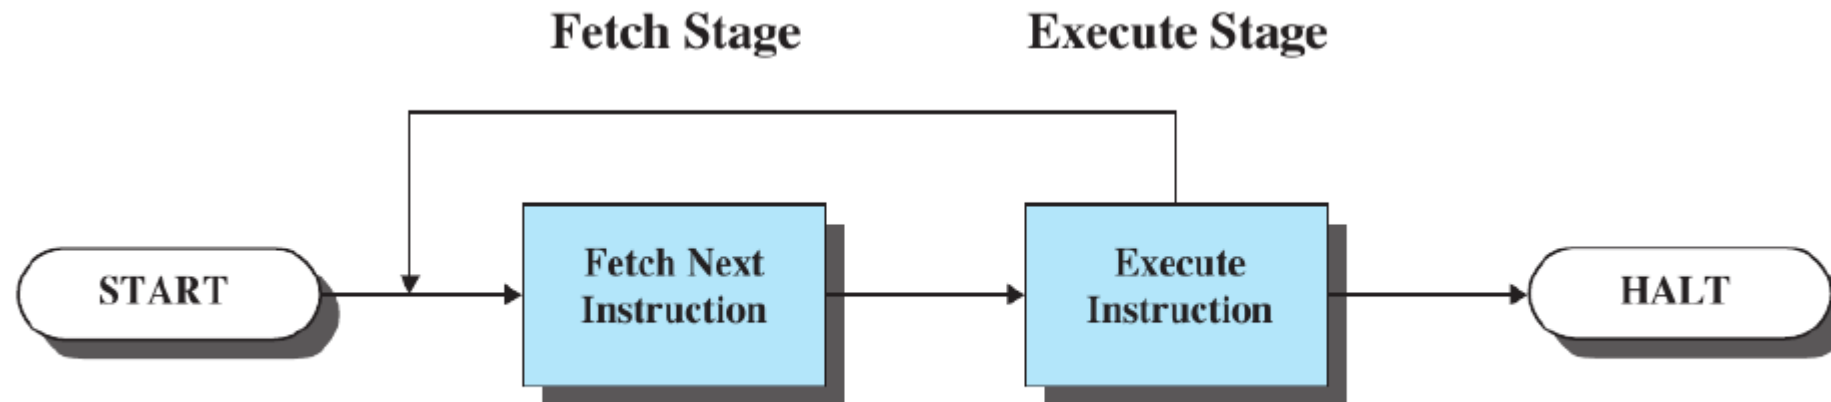 Fetch Stage
Execute Stage
START
Fetch Next
Instruction
Execute
Instruction
HALT